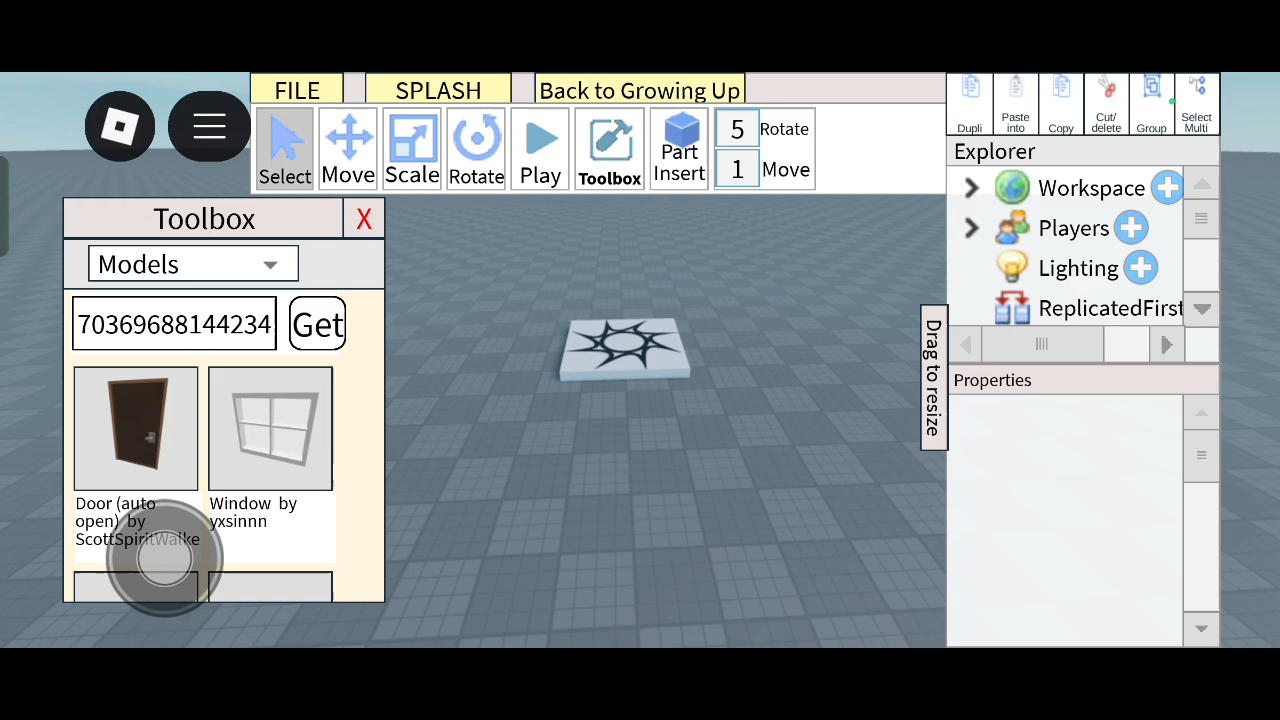 FILE
SPLASH
Back to Growing Up
Select
Move
Scale
Rotate
Play
Toolbox
Part
Insert
5 Rotate
1 Move
Dupli
Paste
into
Copy
Cut/
delete
Group
Select
Multi
Explorer
Workspace
Players
Lighting
ReplicatedFirst
Drag to resize
Properties
Toolbox
X
Models
70369688144234
Get
Door (auto
open) by
ScottSpiritWalke
Window by
yxsinnn